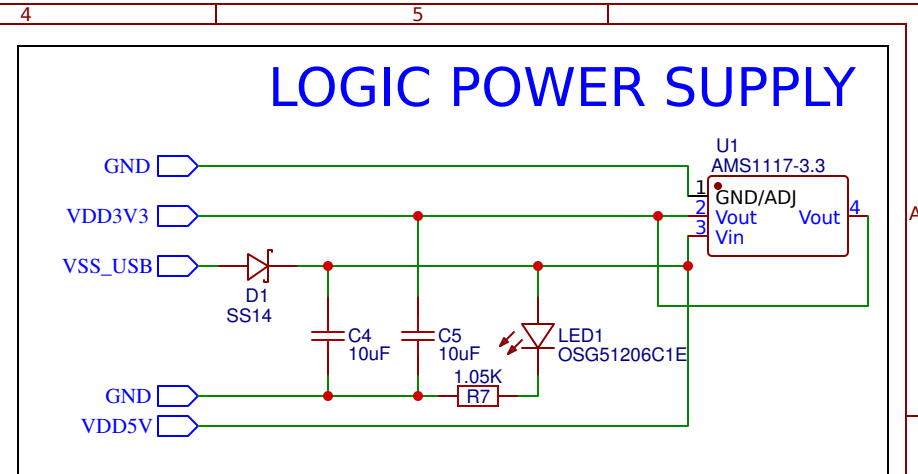 4 5
LOGIC POWER SUPPLY
U1
AMS1117-3.3
GND
1
GND/ADJ
VDD3V3
2
Vout
Vout
4
3
Vin
A
VSS_USB
D1
SS14
C4
10uF
C5
10uF
LED1
OSG51206C1E
1.05K
R7
GND
VDD5V